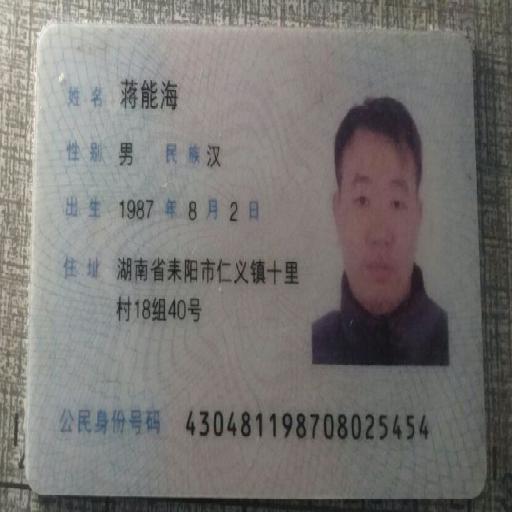 姓名 蒋能海
性别 男 民族 汉
出生 1987 年 8 月 2 日
住址 湖南省耒阳市仁义镇十里
村18组40号
公民身份号码 430481198708025454